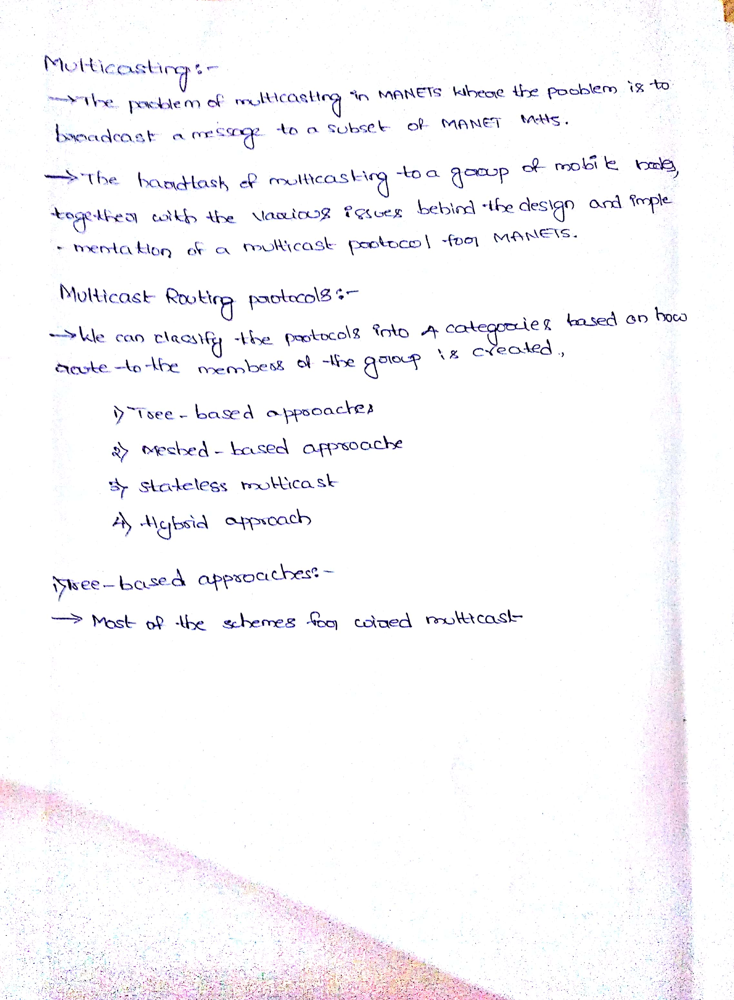 Multicasting:-
→The problem of multicasting in MANETS where the problem is to
broadcast a message to a subset of MANET MHS.
→The hardtask of multicasting to a group of mobile nodes,
together with the various issues behind the design and imple
- mentation of a multicast protocol for MANETS.
Multicast Routing protocols:-
→We can classify the protocols into 4 categories based on how
route to the members of the group is created.,
1) Tree-based approaches
2) Meshed-based approache
3) Stateless multicast
4) Hybrid approach
1) Tree-based approaches:-
→ Most of the schemes for wired multicast